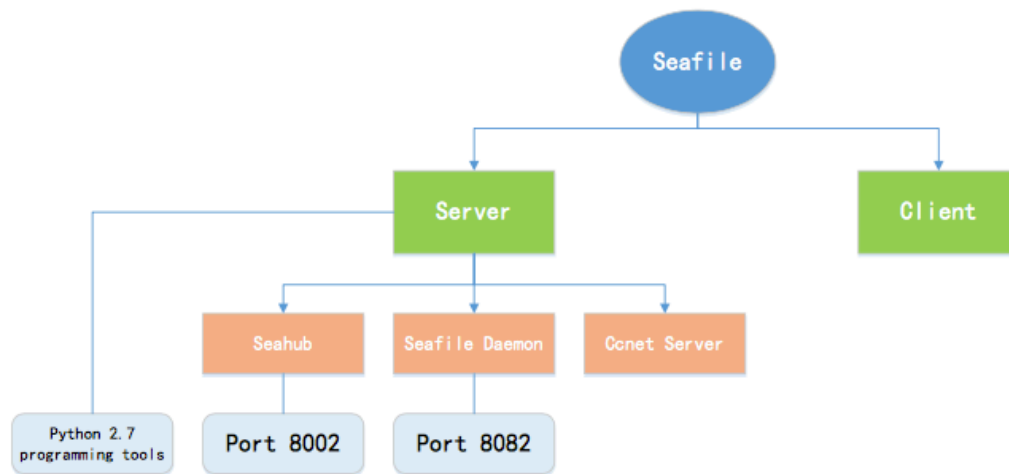 Seafile
Server
Client
Seahub
Seafile Daemon
Ccnet Server
Python 2.7
programming tools
Port 8002
Port 8082